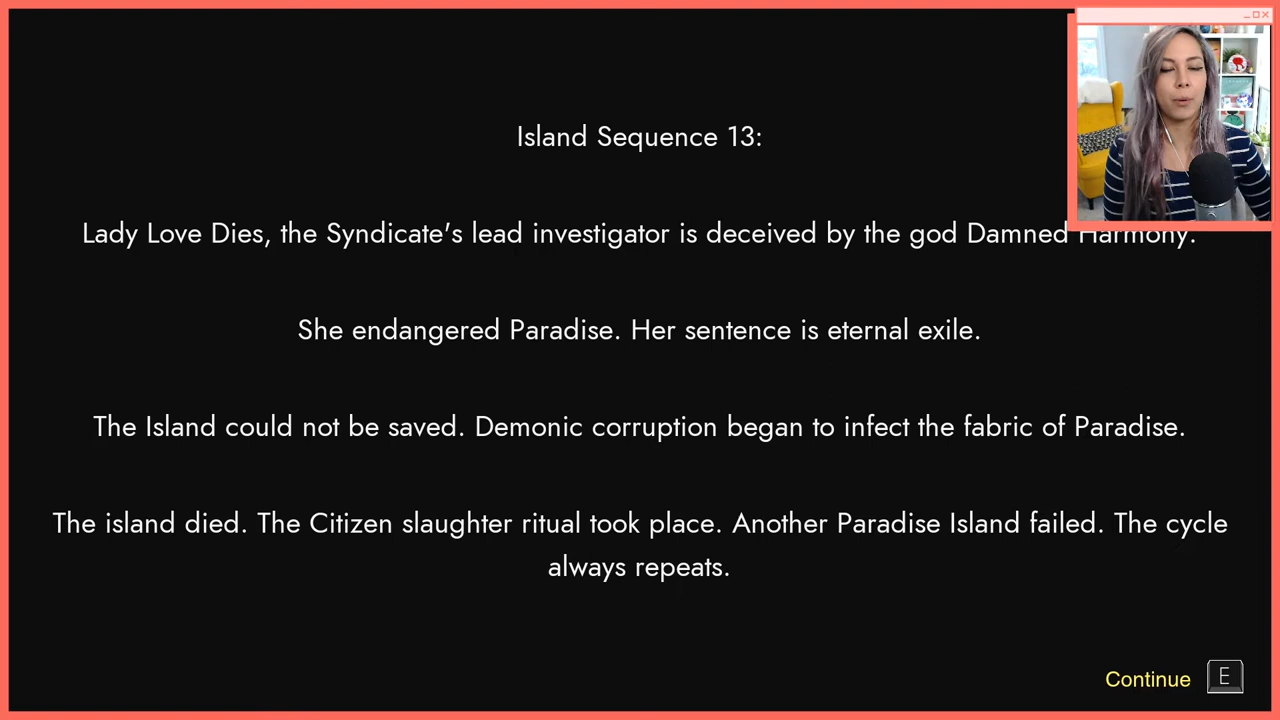 Island Sequence 13:
Lady Love Dies, the Syndicate's lead investigator is deceived by the god Damned Harmony.
She endangered Paradise. Her sentence is eternal exile.
The Island could not be saved. Demonic corruption began to infect the fabric of Paradise.
The island died. The Citizen slaughter ritual took place. Another Paradise Island failed. The cycle
always repeats.
Continue E